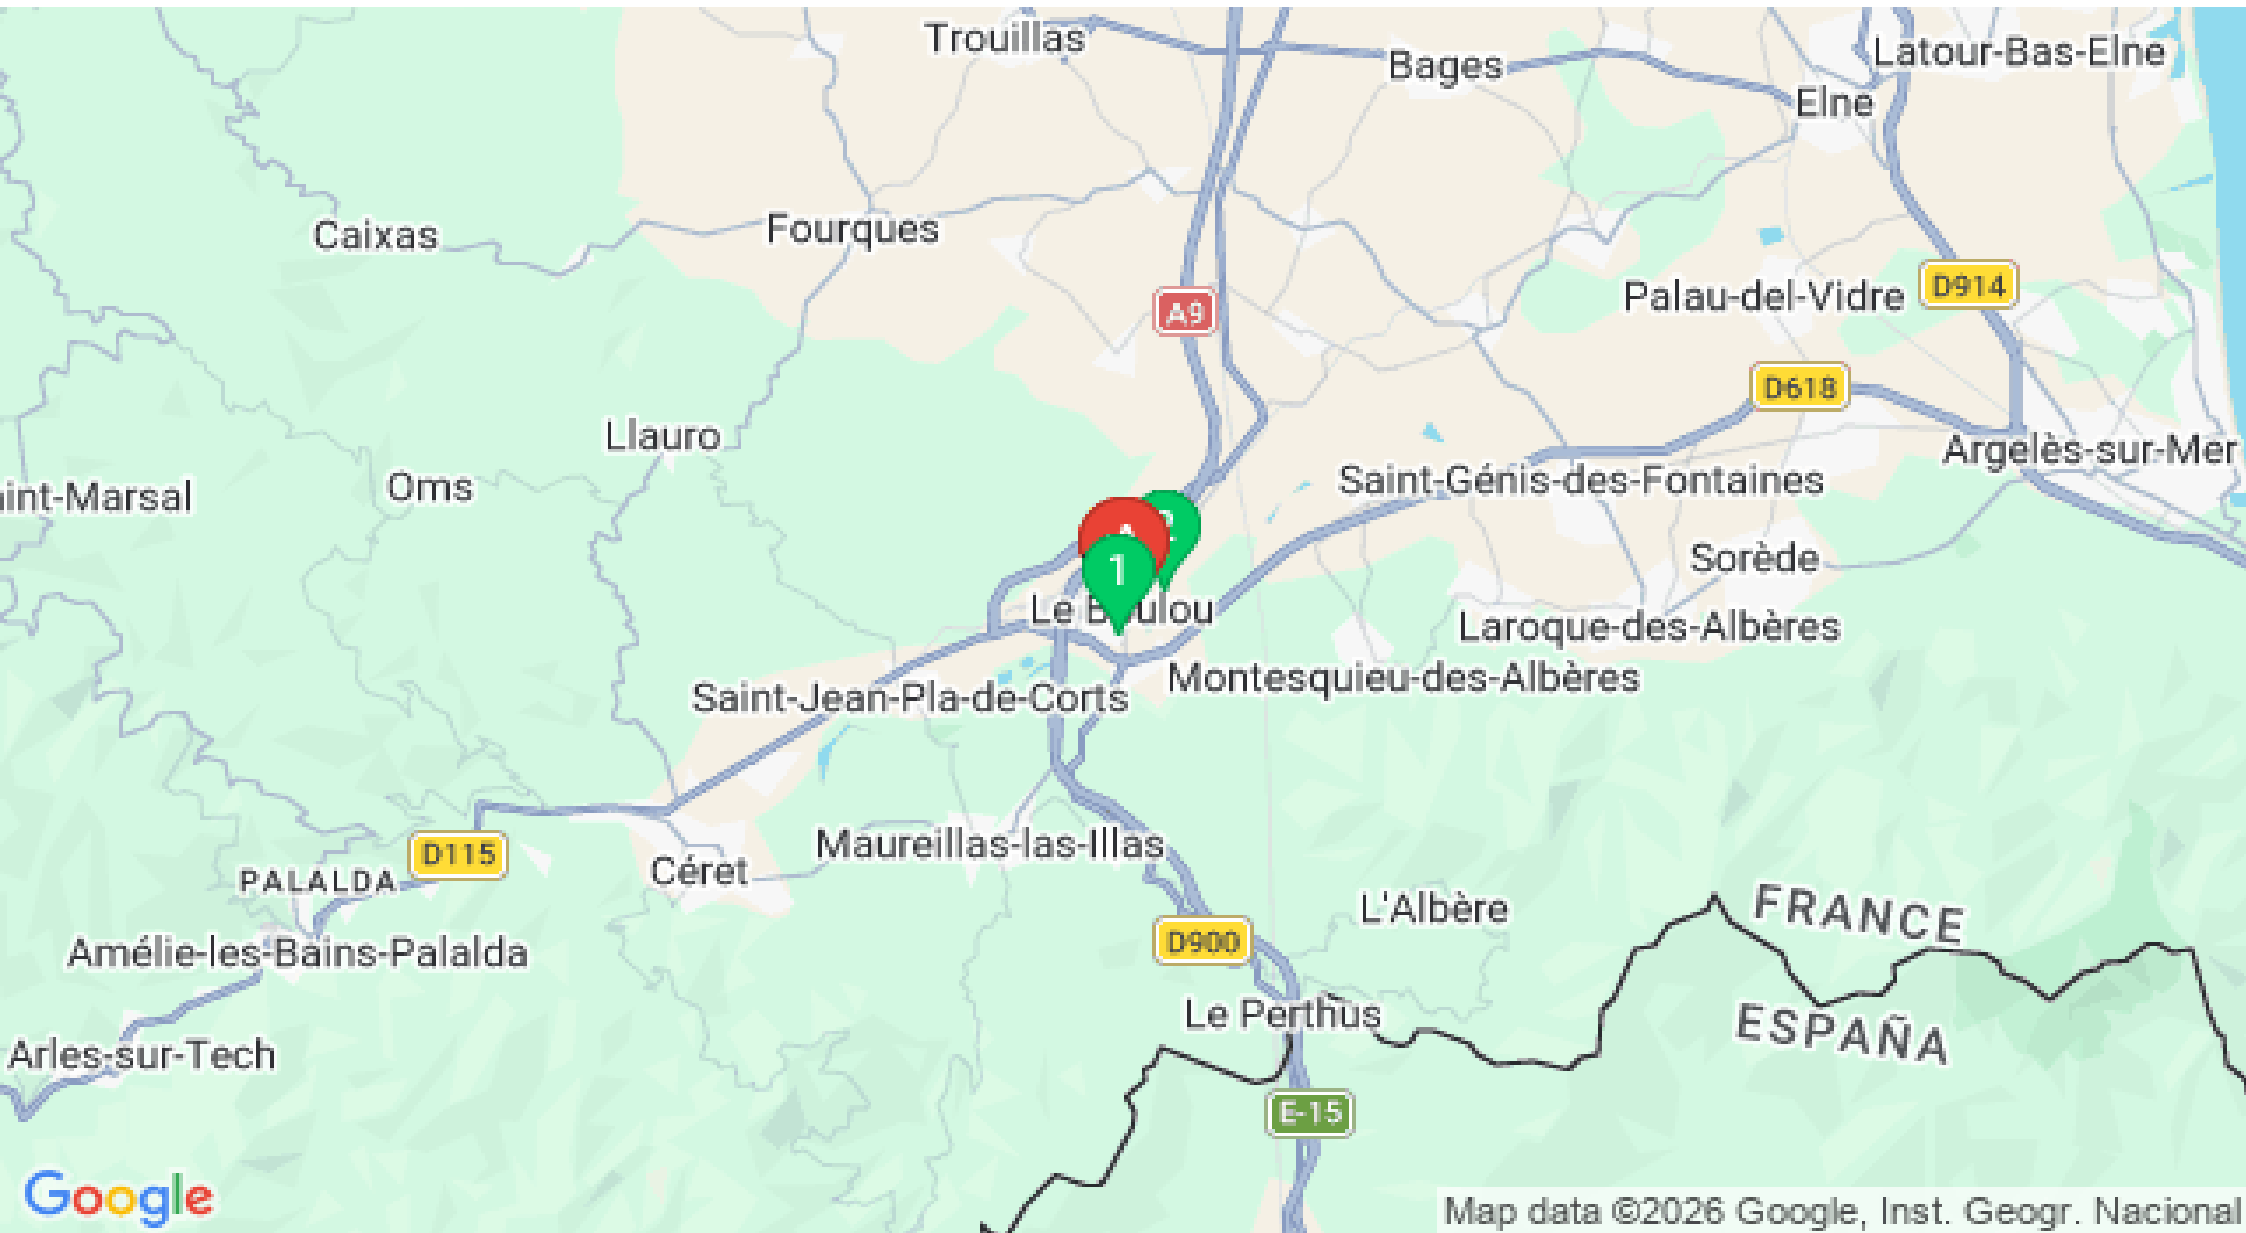 Trouillas
Bages
Latour-Bas-Elne
Elne
Caixas
Fourques
Palau-del-Vidre
D914
A9
D618
Llauro
Argelès-sur-Mer
Oms
Saint-Génis-des-Fontaines
int-Marsal
2
A
1
Sorède
Le Boulou
Laroque-des-Albères
Montesquieu-des-Albères
Saint-Jean-Pla-de-Corts
Maureillas-las-Illas
D115
Céret
PALALDA
L'Albère
FRANCE
D900
Amélie-les-Bains-Palalda
Le Perthus
ESPAÑA
Arles-sur-Tech
E-15
Google
Map data ©2026 Google, Inst. Geogr. Nacional